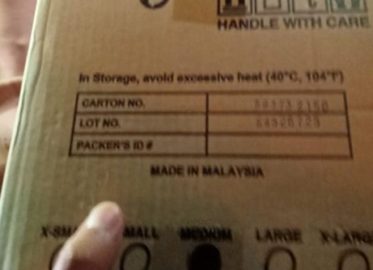 HANDLE WITH CARE
In Storage, avoid excessive heat (40°C, 104°F)
CARTON NO.
LOT NO.
PACKER'S ID #
MADE IN MALAYSIA
MEDIUM LARGE